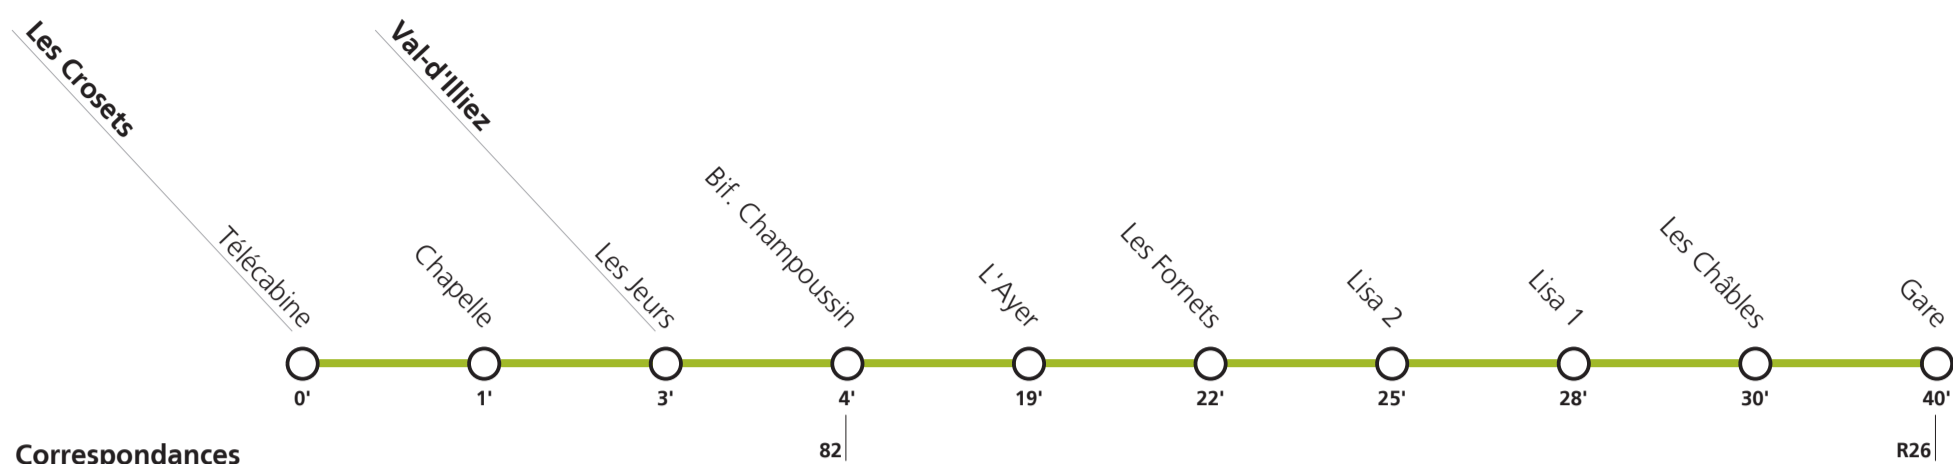 Les Crosets
Val-d'Illiez
Télécabine
Chapelle
Les Jeurs
Bif. Champoussin
L'Ayer
Les Fornets
Lisa 2
Lisa 1
Les Châbles
Gare
0' 1' 3' 4' 19' 22' 25' 28' 30' 40'
Correspondances 82 R26